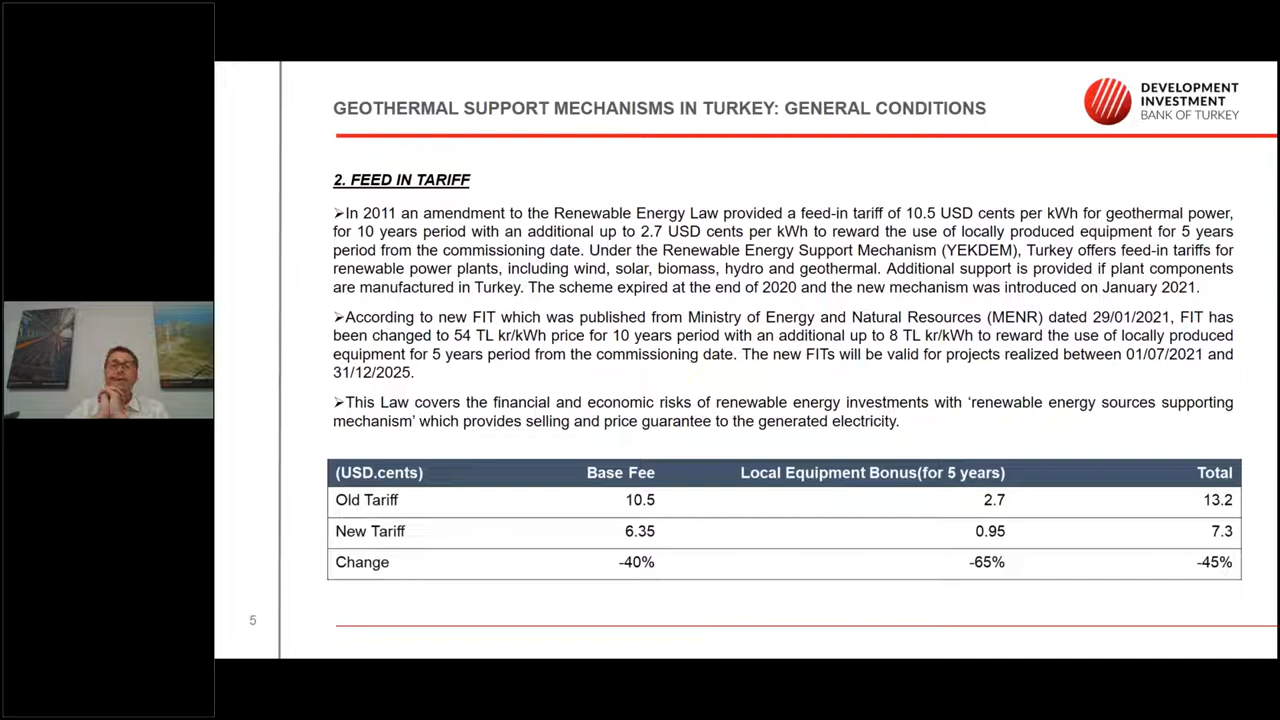 GEOTHERMAL SUPPORT MECHANISMS IN TURKEY: GENERAL CONDITIONS
DEVELOPMENT
INVESTMENT
BANK OF TURKEY
2. FEED IN TARIFF
➢In 2011 an amendment to the Renewable Energy Law provided a feed-in tariff of 10.5 USD cents per kWh for geothermal power,
for 10 years period with an additional up to 2.7 USD cents per kWh to reward the use of locally produced equipment for 5 years
period from the commissioning date. Under the Renewable Energy Support Mechanism (YEKDEM), Turkey offers feed-in tariffs for
renewable power plants, including wind, solar, biomass, hydro and geothermal. Additional support is provided if plant components
are manufactured in Turkey. The scheme expired at the end of 2020 and the new mechanism was introduced on January 2021.
➢According to new FIT which was published from Ministry of Energy and Natural Resources (MENR) dated 29/01/2021, FIT has
been changed to 54 TL kr/kWh price for 10 years period with an additional up to 8 TL kr/kWh to reward the use of locally produced
equipment for 5 years period from the commissioning date. The new FITs will be valid for projects realized between 01/07/2021 and
31/12/2025.
➢This Law covers the financial and economic risks of renewable energy investments with ‘renewable energy sources supporting
mechanism’ which provides selling and price guarantee to the generated electricity.
(USD.cents) Base Fee Local Equipment Bonus(for 5 years) Total
Old Tariff 10.5 2.7 13.2
New Tariff 6.35 0.95 7.3
Change -40% -65% -45%
5